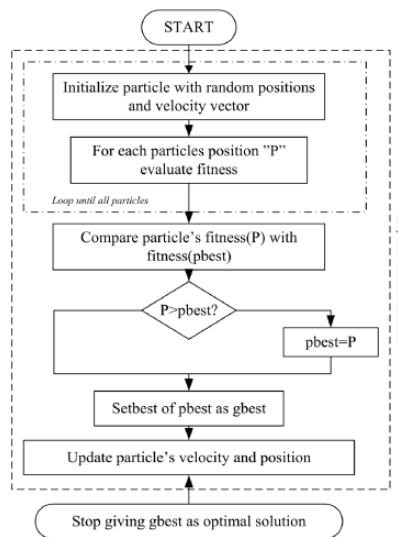 START
Initialize particle with random positions
and velocity vector
For each particles position "P"
evaluate fitness
Loop until all particles
Compare particle's fitness(P) with
fitness(pbest)
P>pbest?
pbest=P
Setbest of pbest as gbest
Update particle's velocity and position
Stop giving gbest as optimal solution